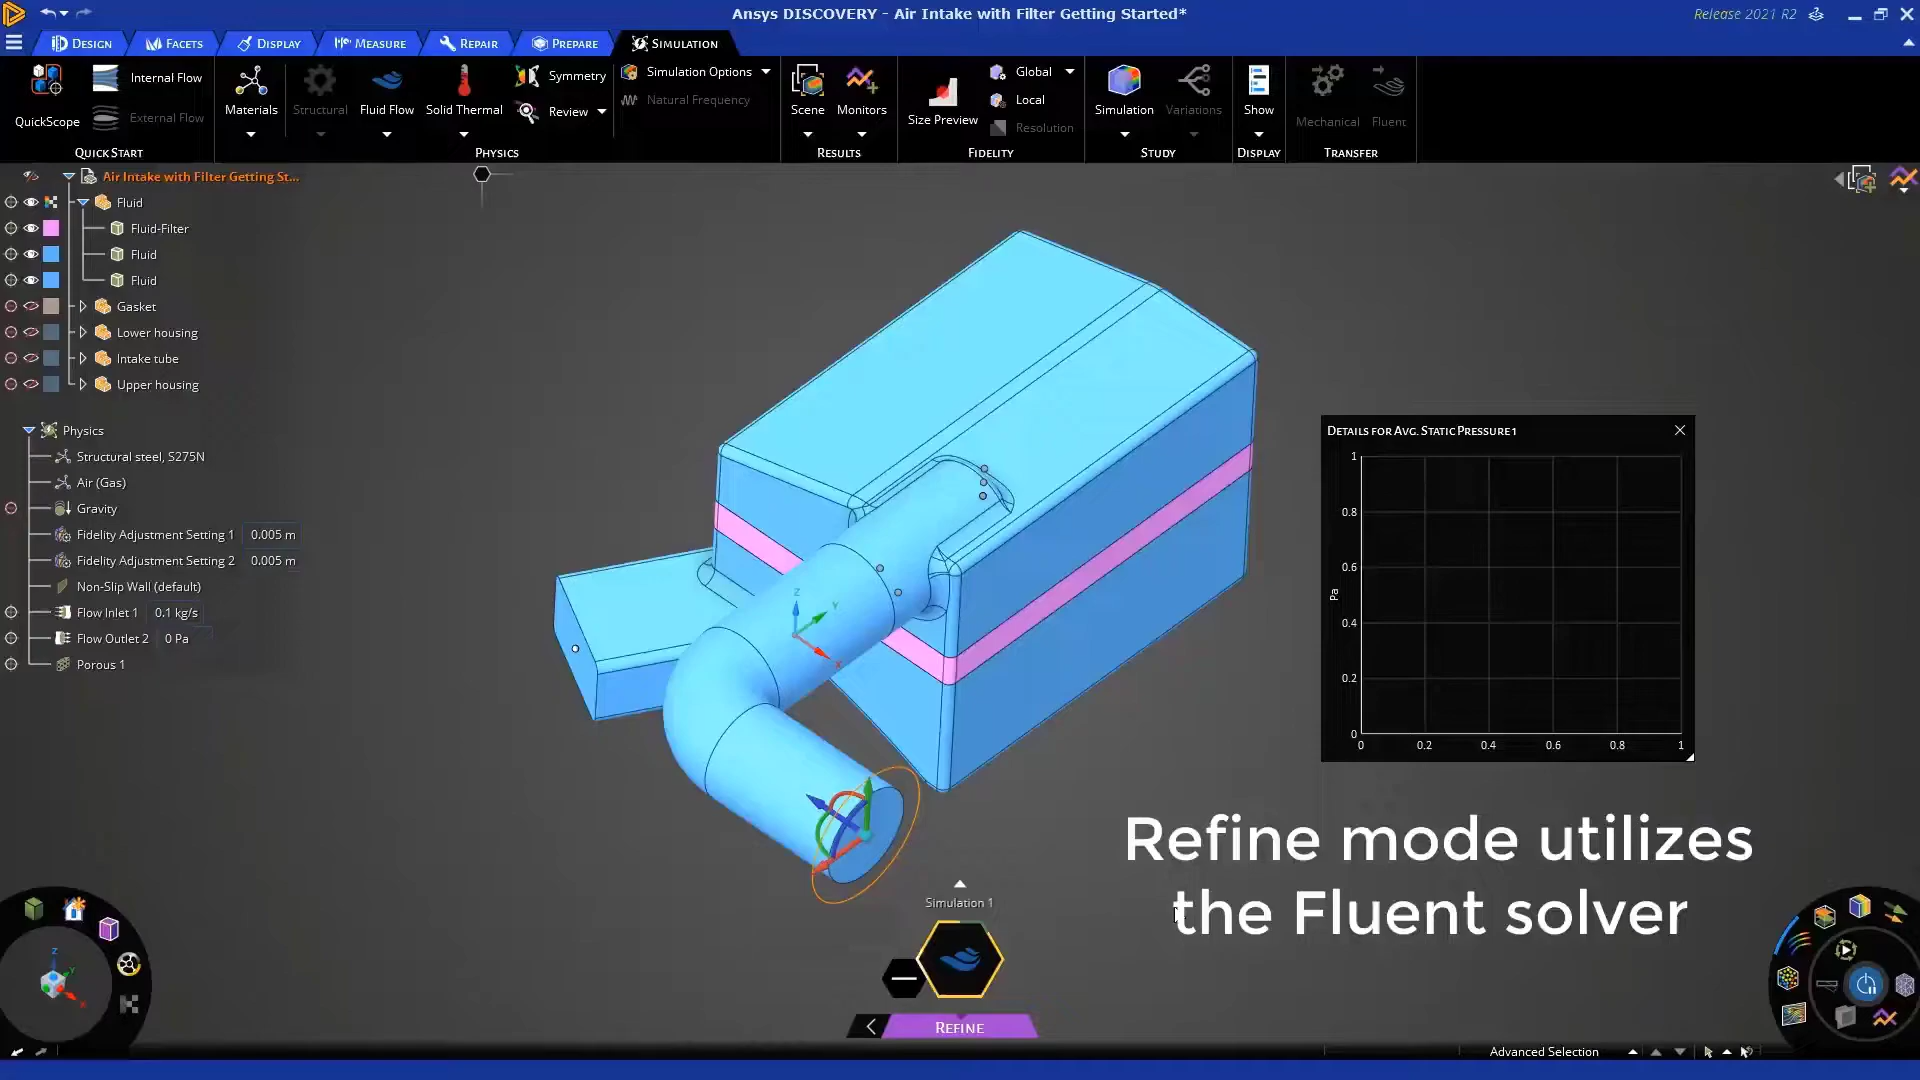 Ansys DISCOVERY - Air Intake with Filter Getting Started*
Release 2021 R2
DESIGN
FACETS
DISPLAY
MEASURE
REPAIR
PREPARE
SIMULATION
QuickScope
Internal Flow
External Flow
QUICK START
Materials
Structural
Fluid Flow
Solid Thermal
Symmetry
Review
PHYSICS
Simulation Options
Natural Frequency
Scene
Monitors
RESULTS
Size Preview
Global
Local
Resolution
FIDELITY
Simulation
Variations
STUDY
Show
DISPLAY
Mechanical
Fluent
TRANSFER
Air Intake with Filter Getting St...
Fluid
Fluid-Filter
Fluid
Fluid
Gasket
Lower housing
Intake tube
Upper housing
Physics
Structural steel, S275N
Air (Gas)
Gravity
Fidelity Adjustment Setting 1 0.005 m
Fidelity Adjustment Setting 2 0.005 m
Non-Slip Wall (default)
Flow Inlet 1 0.1 kg/s
Flow Outlet 2 0 Pa
Porous 1
Z
Y
X
DETAILS FOR AVG. STATIC PRESSURE 1
1
0.8
0.6
0.4
0.2
0
Pa
0 0.2 0.4 0.6 0.8 1
Refine mode utilizes
the Fluent solver
Simulation 1
REFINE
Z
Y
X
Advanced Selection